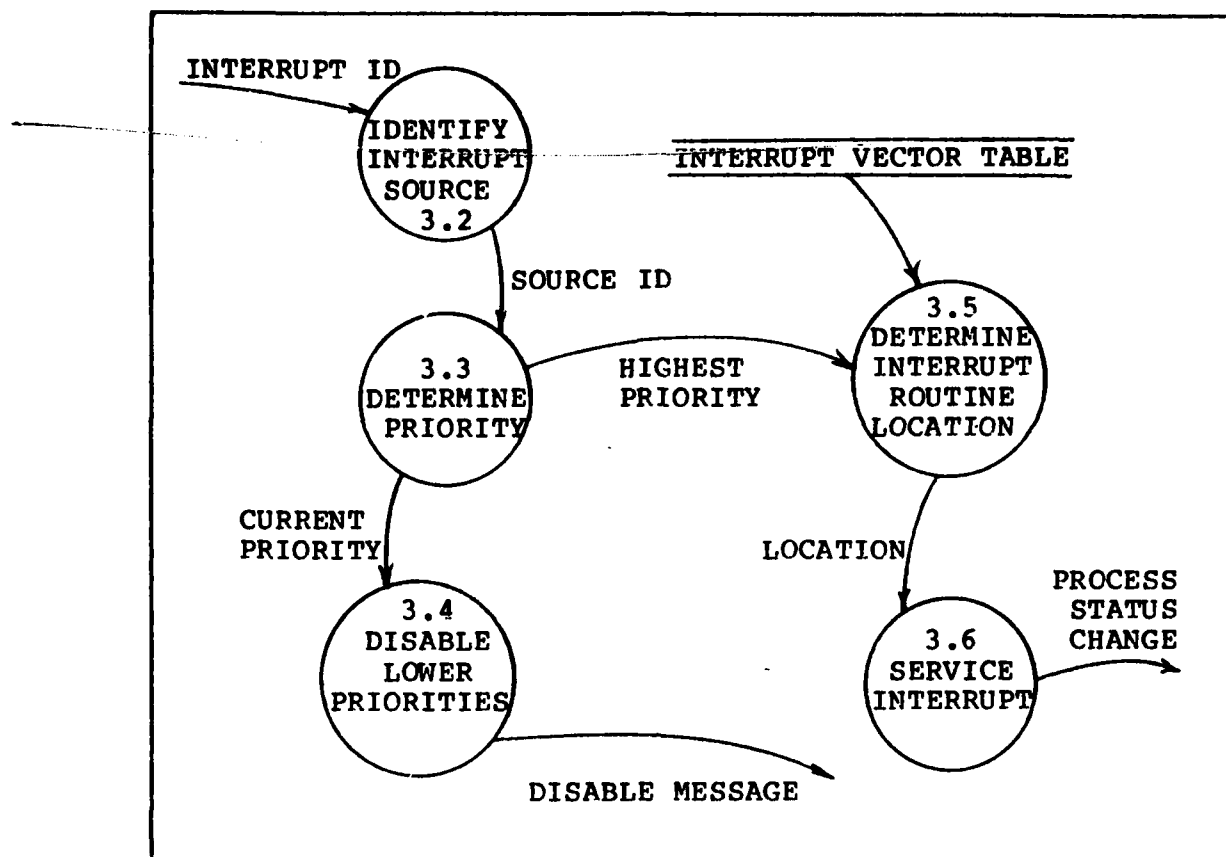 INTERRUPT ID
IDENTIFY
INTERRUPT
SOURCE
3.2
INTERRUPT VECTOR TABLE
SOURCE ID
3.3
DETERMINE
PRIORITY
HIGHEST
PRIORITY
3.5
DETERMINE
INTERRUPT
ROUTINE
LOCATION
CURRENT
PRIORITY
LOCATION
3.4
DISABLE
LOWER
PRIORITIES
3.6
SERVICE
INTERRUPT
PROCESS
STATUS
CHANGE
DISABLE MESSAGE